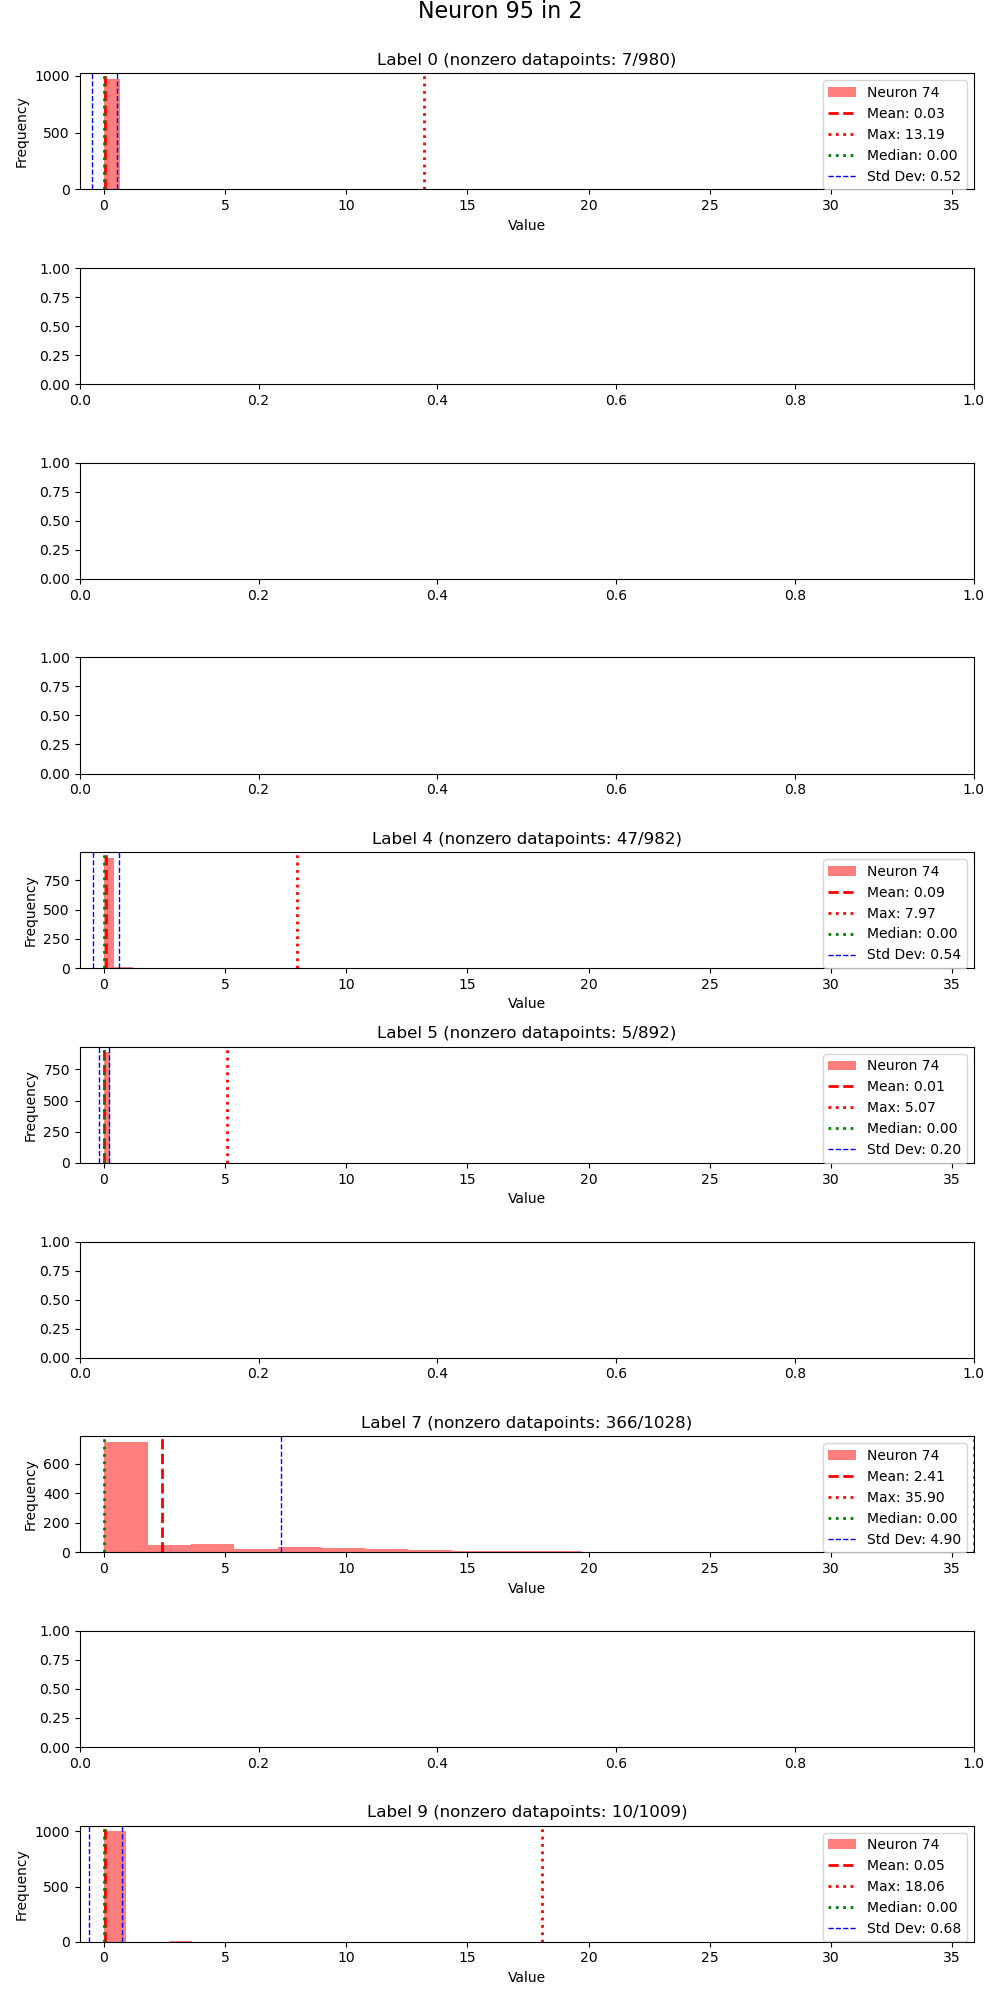 Neuron 95 in 2
Label 0 (nonzero datapoints: 7/980)
Frequency
1000
500
0
Neuron 74
Mean: 0.03
Max: 13.19
Median: 0.00
Std Dev: 0.52
0 5 10 15 20 25 30 35
Value
1.00
0.75
0.50
0.25
0.00
0.0 0.2 0.4 0.6 0.8 1.0
1.00
0.75
0.50
0.25
0.00
0.0 0.2 0.4 0.6 0.8 1.0
1.00
0.75
0.50
0.25
0.00
0.0 0.2 0.4 0.6 0.8 1.0
Label 4 (nonzero datapoints: 47/982)
Frequency
750
500
250
0
Neuron 74
Mean: 0.09
Max: 7.97
Median: 0.00
Std Dev: 0.54
0 5 10 15 20 25 30 35
Value
Label 5 (nonzero datapoints: 5/892)
Frequency
750
500
250
0
Neuron 74
Mean: 0.01
Max: 5.07
Median: 0.00
Std Dev: 0.20
0 5 10 15 20 25 30 35
Value
1.00
0.75
0.50
0.25
0.00
0.0 0.2 0.4 0.6 0.8 1.0
Label 7 (nonzero datapoints: 366/1028)
Frequency
600
400
200
0
Neuron 74
Mean: 2.41
Max: 35.90
Median: 0.00
Std Dev: 4.90
0 5 10 15 20 25 30 35
Value
1.00
0.75
0.50
0.25
0.00
0.0 0.2 0.4 0.6 0.8 1.0
Label 9 (nonzero datapoints: 10/1009)
Frequency
1000
500
0
Neuron 74
Mean: 0.05
Max: 18.06
Median: 0.00
Std Dev: 0.68
0 5 10 15 20 25 30 35
Value